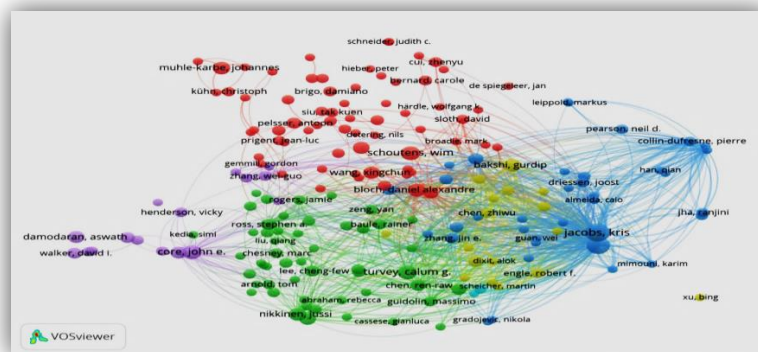 schneider, judith c.
cui, zhenyu
muhle-karbe, johannes
hieber, peter
bernard, carole
de spiegeleer, jan
kühn, christoph
brigo, damiano
leippold, markus
siu, tak kuen
härdle, wolfgang k.
sloth, david
pelsser, antoon
pearson, neil d.
detering, nils
prigent, jean-luc
broadie, mark
collin-dufresne, pierre
schoutens, wim
gemmill, gordon
bakshi, gurdip
han, qian
zhang, wei-guo
wang, xingchun
driessen, joost
bloch, daniel alexandre
almeida, caio
rogers, jamie
henderson, vicky
zeng, yan
chen, zhiwu
jha, ranjini
ross, stephen a.
jacobs, kris
damodaran, aswath
kedia, simi
liu, qiang
baule, rainer
zhang, jin e.
guan, wei
walker, david i.
core, john e.
chesney, marc
dixit, alok
mimouni, karim
lee, cheng-few
turvey, calum g.
engle, robert f.
arnold, tom
chen, ren-raw
scheicher, martin
abraham, rebecca
guidolin, massimo
xu, bing
nikkinen, jussi
cassese, gianluca
gradojevic, nikola
VOSviewer